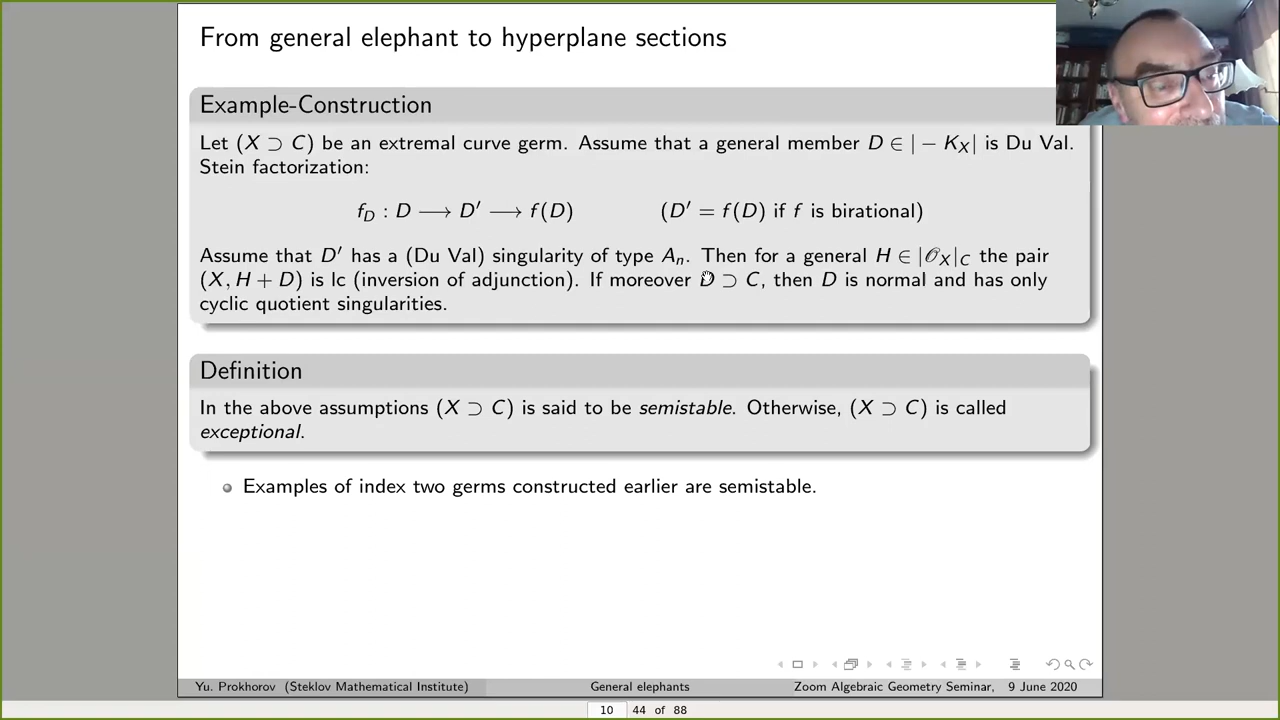 From general elephant to hyperplane sections
Example-Construction
Let (X ⊃ C) be an extremal curve germ. Assume that a general member D ∈ | − K_X| is Du Val.
Stein factorization:
f_D : D ⟶ D′ ⟶ f(D) (D′ = f(D) if f is birational)
Assume that D′ has a (Du Val) singularity of type A_n. Then for a general H ∈ |𝒪_X|_C the pair
(X, H + D) is lc (inversion of adjunction). If moreover D ⊃ C, then D is normal and has only
cyclic quotient singularities.
Definition
In the above assumptions (X ⊃ C) is said to be semistable. Otherwise, (X ⊃ C) is called
exceptional.
Examples of index two germs constructed earlier are semistable.
Yu. Prokhorov (Steklov Mathematical Institute) General elephants Zoom Algebraic Geometry Seminar, 9 June 2020
10 44 of 88